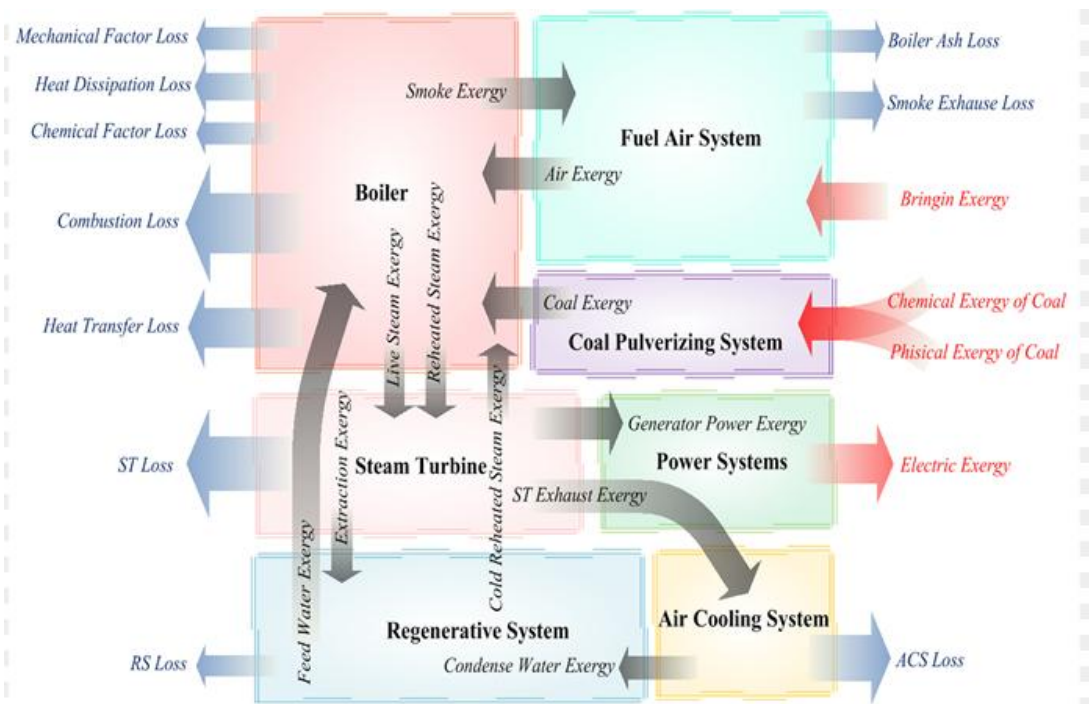 Mechanical Factor Loss
Heat Dissipation Loss
Chemical Factor Loss
Combustion Loss
Heat Transfer Loss
ST Loss
RS Loss
Boiler
Smoke Exergy
Air Exergy
Coal Exergy
Live Steam Exergy
Reheated Steam Exergy
Fuel Air System
Boiler Ash Loss
Smoke Exhause Loss
Bringin Exergy
Coal Pulverizing System
Chemical Exergy of Coal
Phisical Exergy of Coal
Steam Turbine
Feed Water Exergy
Extraction Exergy
Cold Reheated Steam Exergy
Generator Power Exergy
Power Systems
Electric Exergy
ST Exhaust Exergy
Regenerative System
Condense Water Exergy
Air Cooling System
ACS Loss